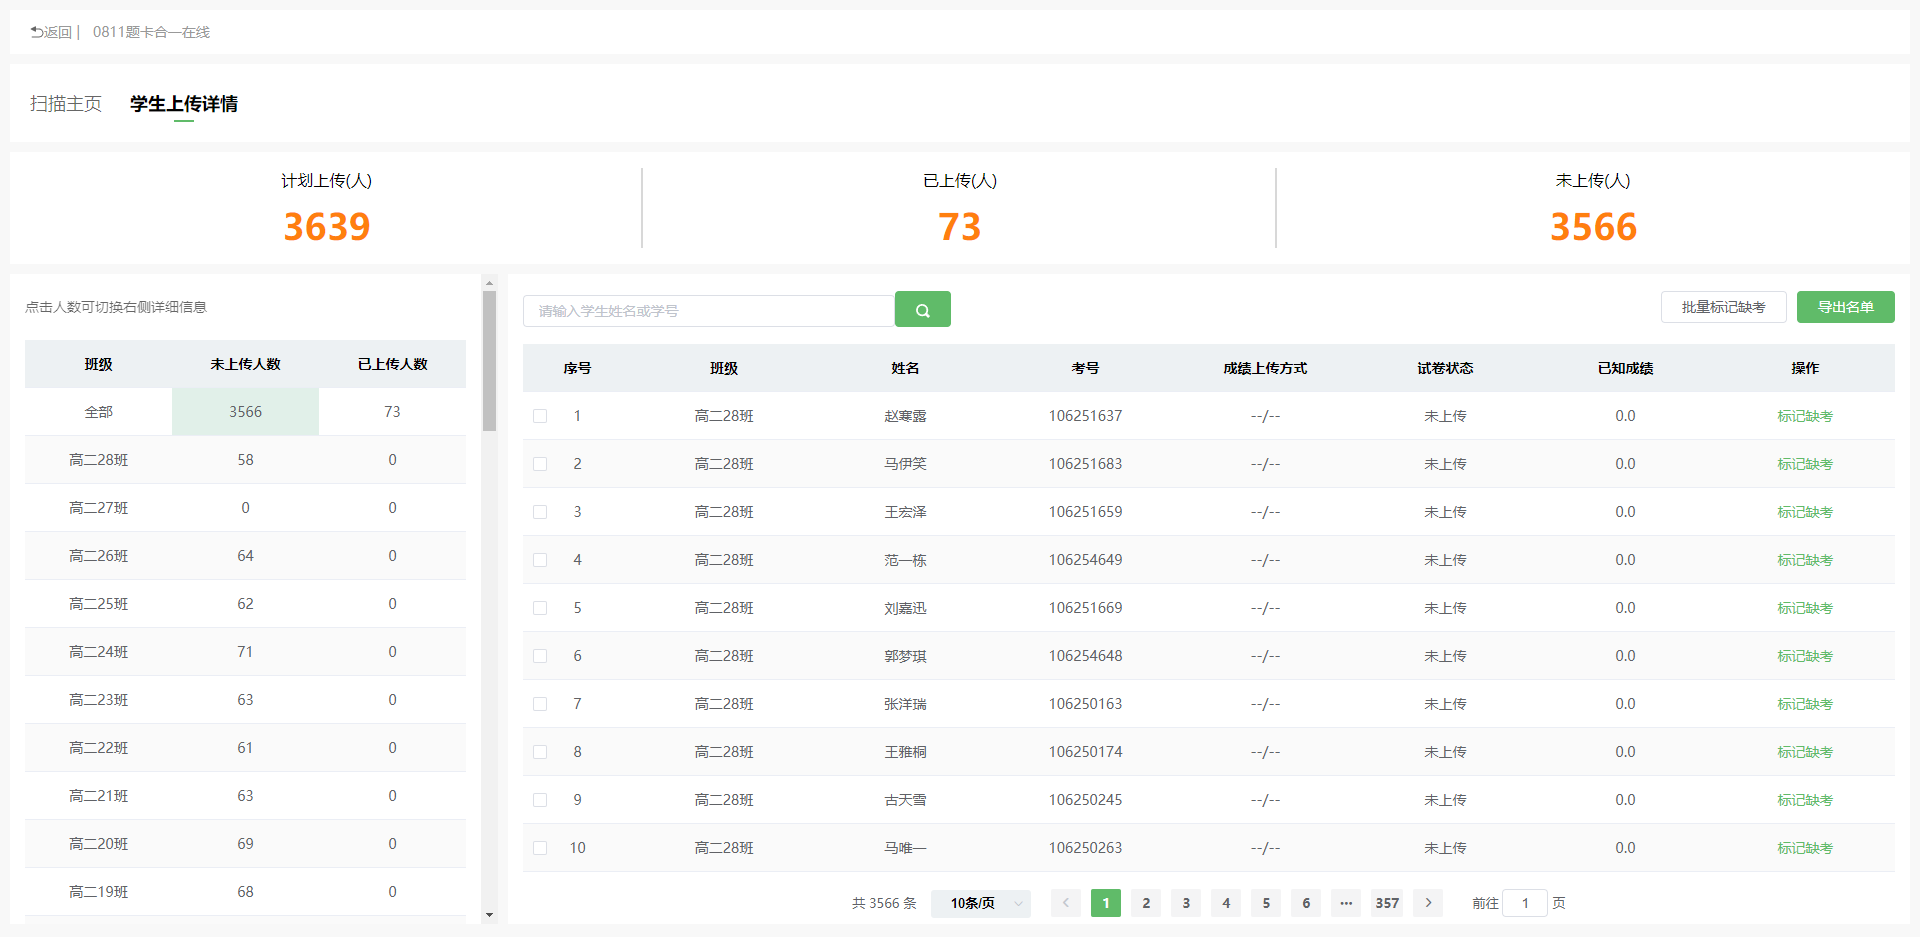 返回 | 0811题卡合一在线
扫描主页 学生上传详情
计划上传(人) 已上传(人) 未上传(人)
3639 73 3566
点击人数可切换右侧详细信息
班级 未上传人数 已上传人数
全部 3566 73
高二28班 58 0
高二27班 0 0
高二26班 64 0
高二25班 62 0
高二24班 71 0
高二23班 63 0
高二22班 61 0
高二21班 63 0
高二20班 69 0
高二19班 68 0
请输入学生姓名或学号 批量标记缺考 导出名单
序号 班级 姓名 考号 成绩上传方式 试卷状态 已知成绩 操作
1 高二28班 赵寒露 106251637 --/-- 未上传 0.0 标记缺考
2 高二28班 马伊笑 106251683 --/-- 未上传 0.0 标记缺考
3 高二28班 王宏泽 106251659 --/-- 未上传 0.0 标记缺考
4 高二28班 范一栋 106254649 --/-- 未上传 0.0 标记缺考
5 高二28班 刘嘉迅 106251669 --/-- 未上传 0.0 标记缺考
6 高二28班 郭梦琪 106254648 --/-- 未上传 0.0 标记缺考
7 高二28班 张洋瑞 106250163 --/-- 未上传 0.0 标记缺考
8 高二28班 王雅桐 106250174 --/-- 未上传 0.0 标记缺考
9 高二28班 古天雪 106250245 --/-- 未上传 0.0 标记缺考
10 高二28班 马唯一 106250263 --/-- 未上传 0.0 标记缺考
共 3566 条 10条/页 1 2 3 4 5 6 ··· 357 前往 1 页